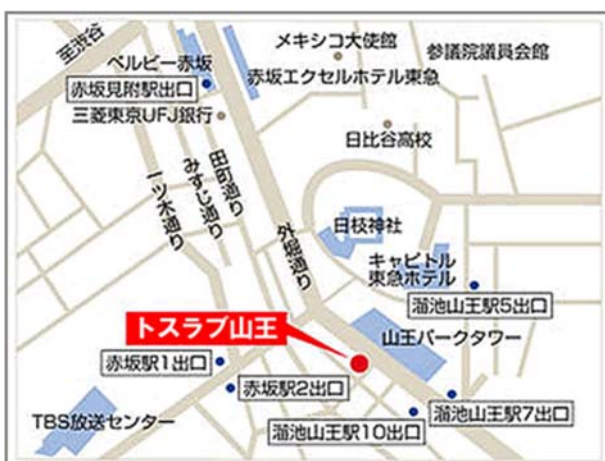 至渋谷
メキシコ大使館
参議院議員会館
ベルビー赤坂
赤坂エクセルホテル東急
赤坂見附駅出口
三菱東京UFJ銀行
日比谷高校
一ツ木通り
みすじ通り
田町通り
外堀通り
日枝神社
キャピトル
東急ホテル
溜池山王駅5出口
トスラブ山王
山王パークタワー
赤坂駅1出口
赤坂駅2出口
溜池山王駅7出口
TBS放送センター
溜池山王駅10出口